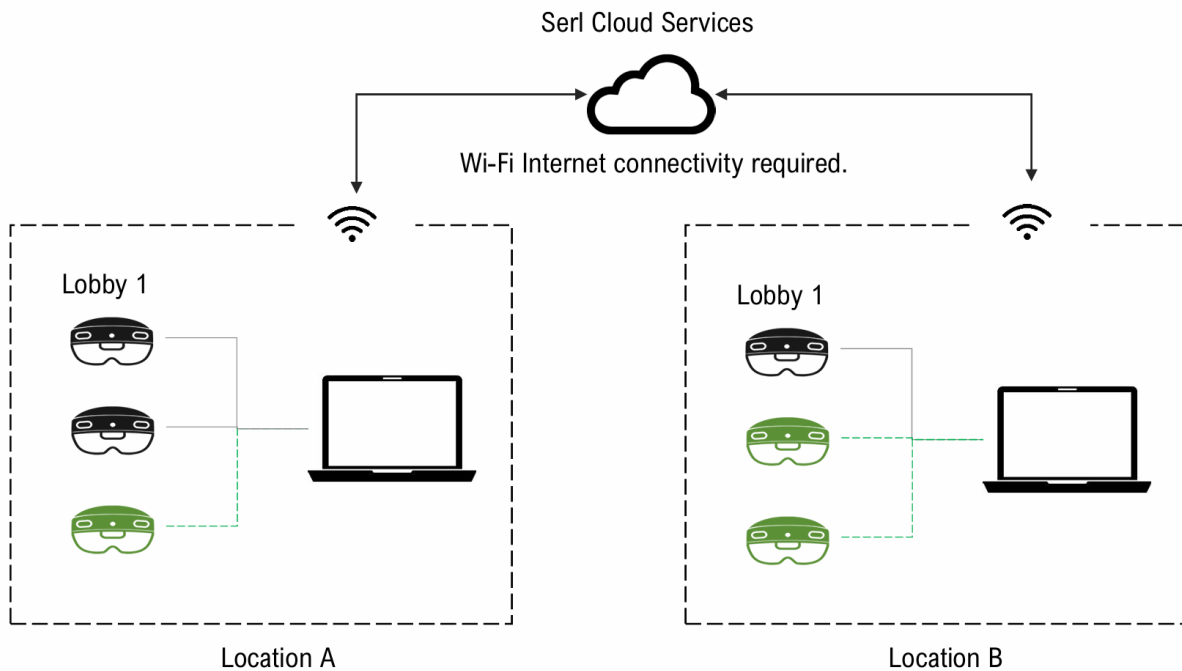 Serl Cloud Services
Wi-Fi Internet connectivity required.
Lobby 1
Lobby 1
Location A
Location B